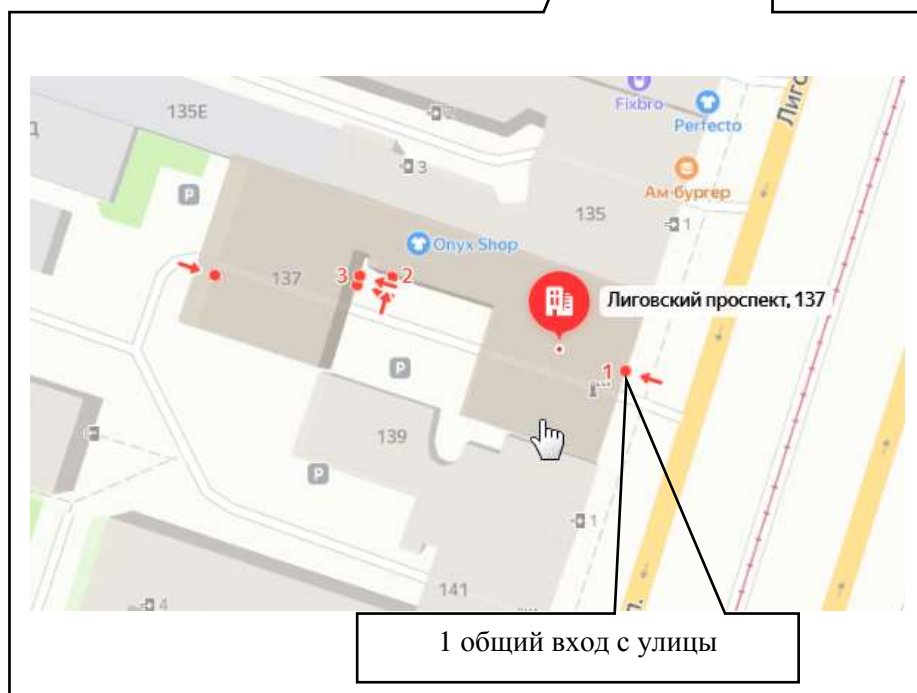 135Е
Fixbro
Perfecto
Лиго
3
Ам-бургер
P
135
1
Onyx Shop
137
3
2
Лиговский проспект, 137
1
P
139
P
1
141
4
1 общий вход с улицы